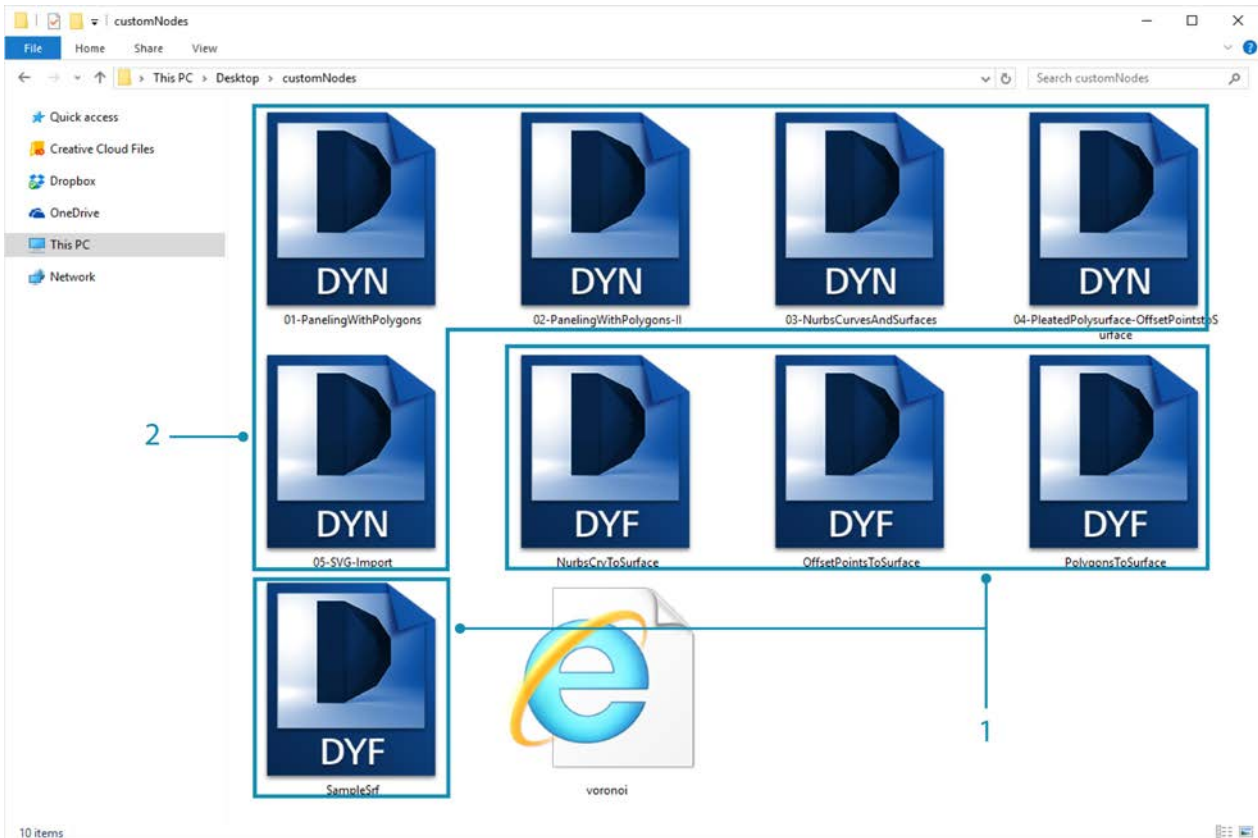 customNodes
File Home Share View
This PC Desktop customNodes
Search customNodes
Quick access
Creative Cloud Files
Dropbox
OneDrive
This PC
Network
DYN DYN DYN DYN
01-PanelingWithPolygons 02-PanelingWithPolygons-II 03-NurbsCurvesAndSurfaces 04-PleatedPolysurface-OffsetPointstoS
urface
2
DYN DYF DYF DYF
05-SVG-Import NurbsCrvToSurface OffsetPointsToSurface PolygonsToSurface
1
DYF
SampleSrf voronoi
10 items